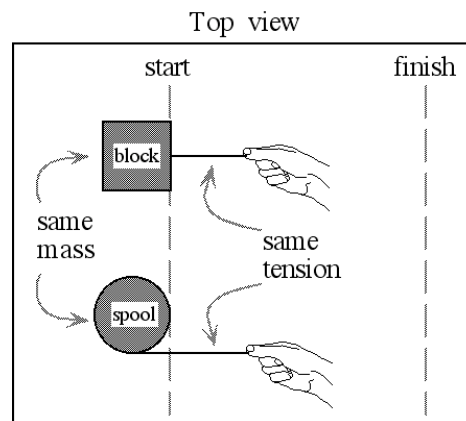 Top view
start
finish
block
same
mass
same
tension
spool